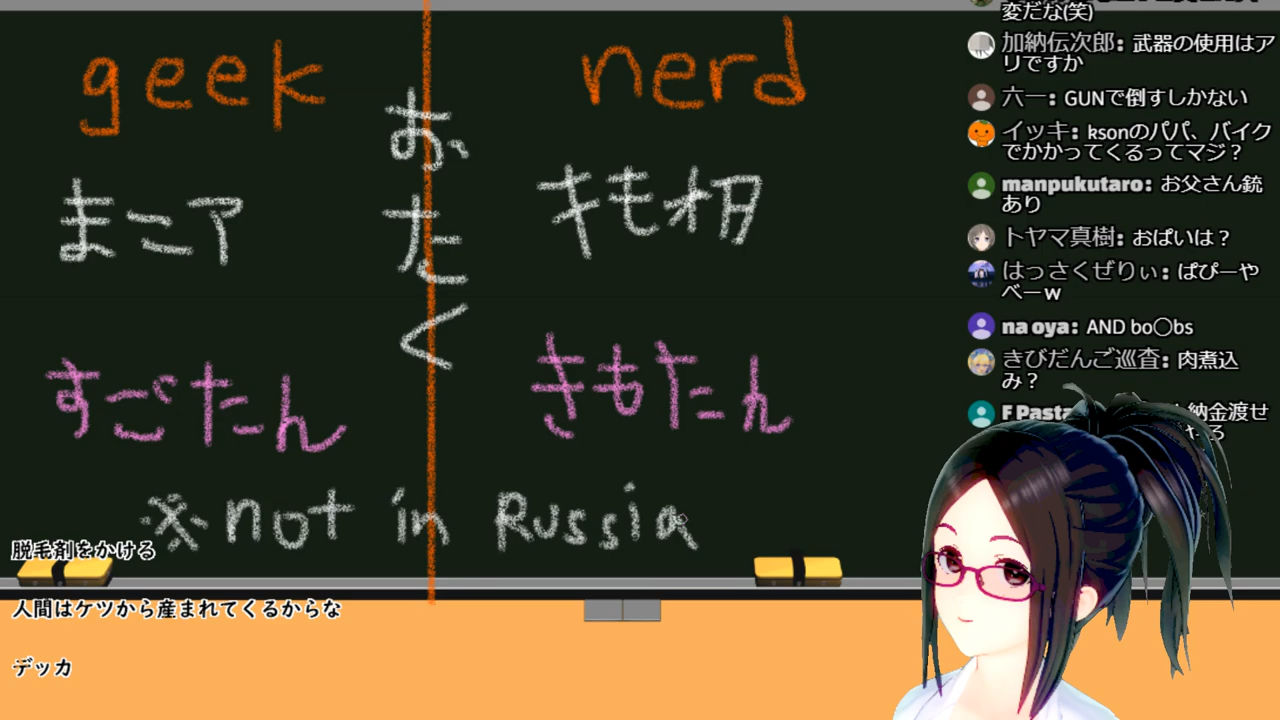 geek
nerd
おたく
まこア
キモオタ
すごたん
きもたん
※not in Russia
脱毛剤をかける
人間はケツから産まれてくるからな
デッカ
変だな(笑)
加納伝次郎: 武器の使用はア
リですか
六一: GUNで倒すしかない
イッキ: ksonのパパ、バイク
でかかってくるってマジ？
manpukutaro: お父さん銃
あり
トヤマ真樹: おぱいは？
はっさくぜりぃ: ぱぴーや
べーw
na oya: AND bo◯bs
きびだんご巡査: 肉煮込
み？
F Pasta
納金渡せ